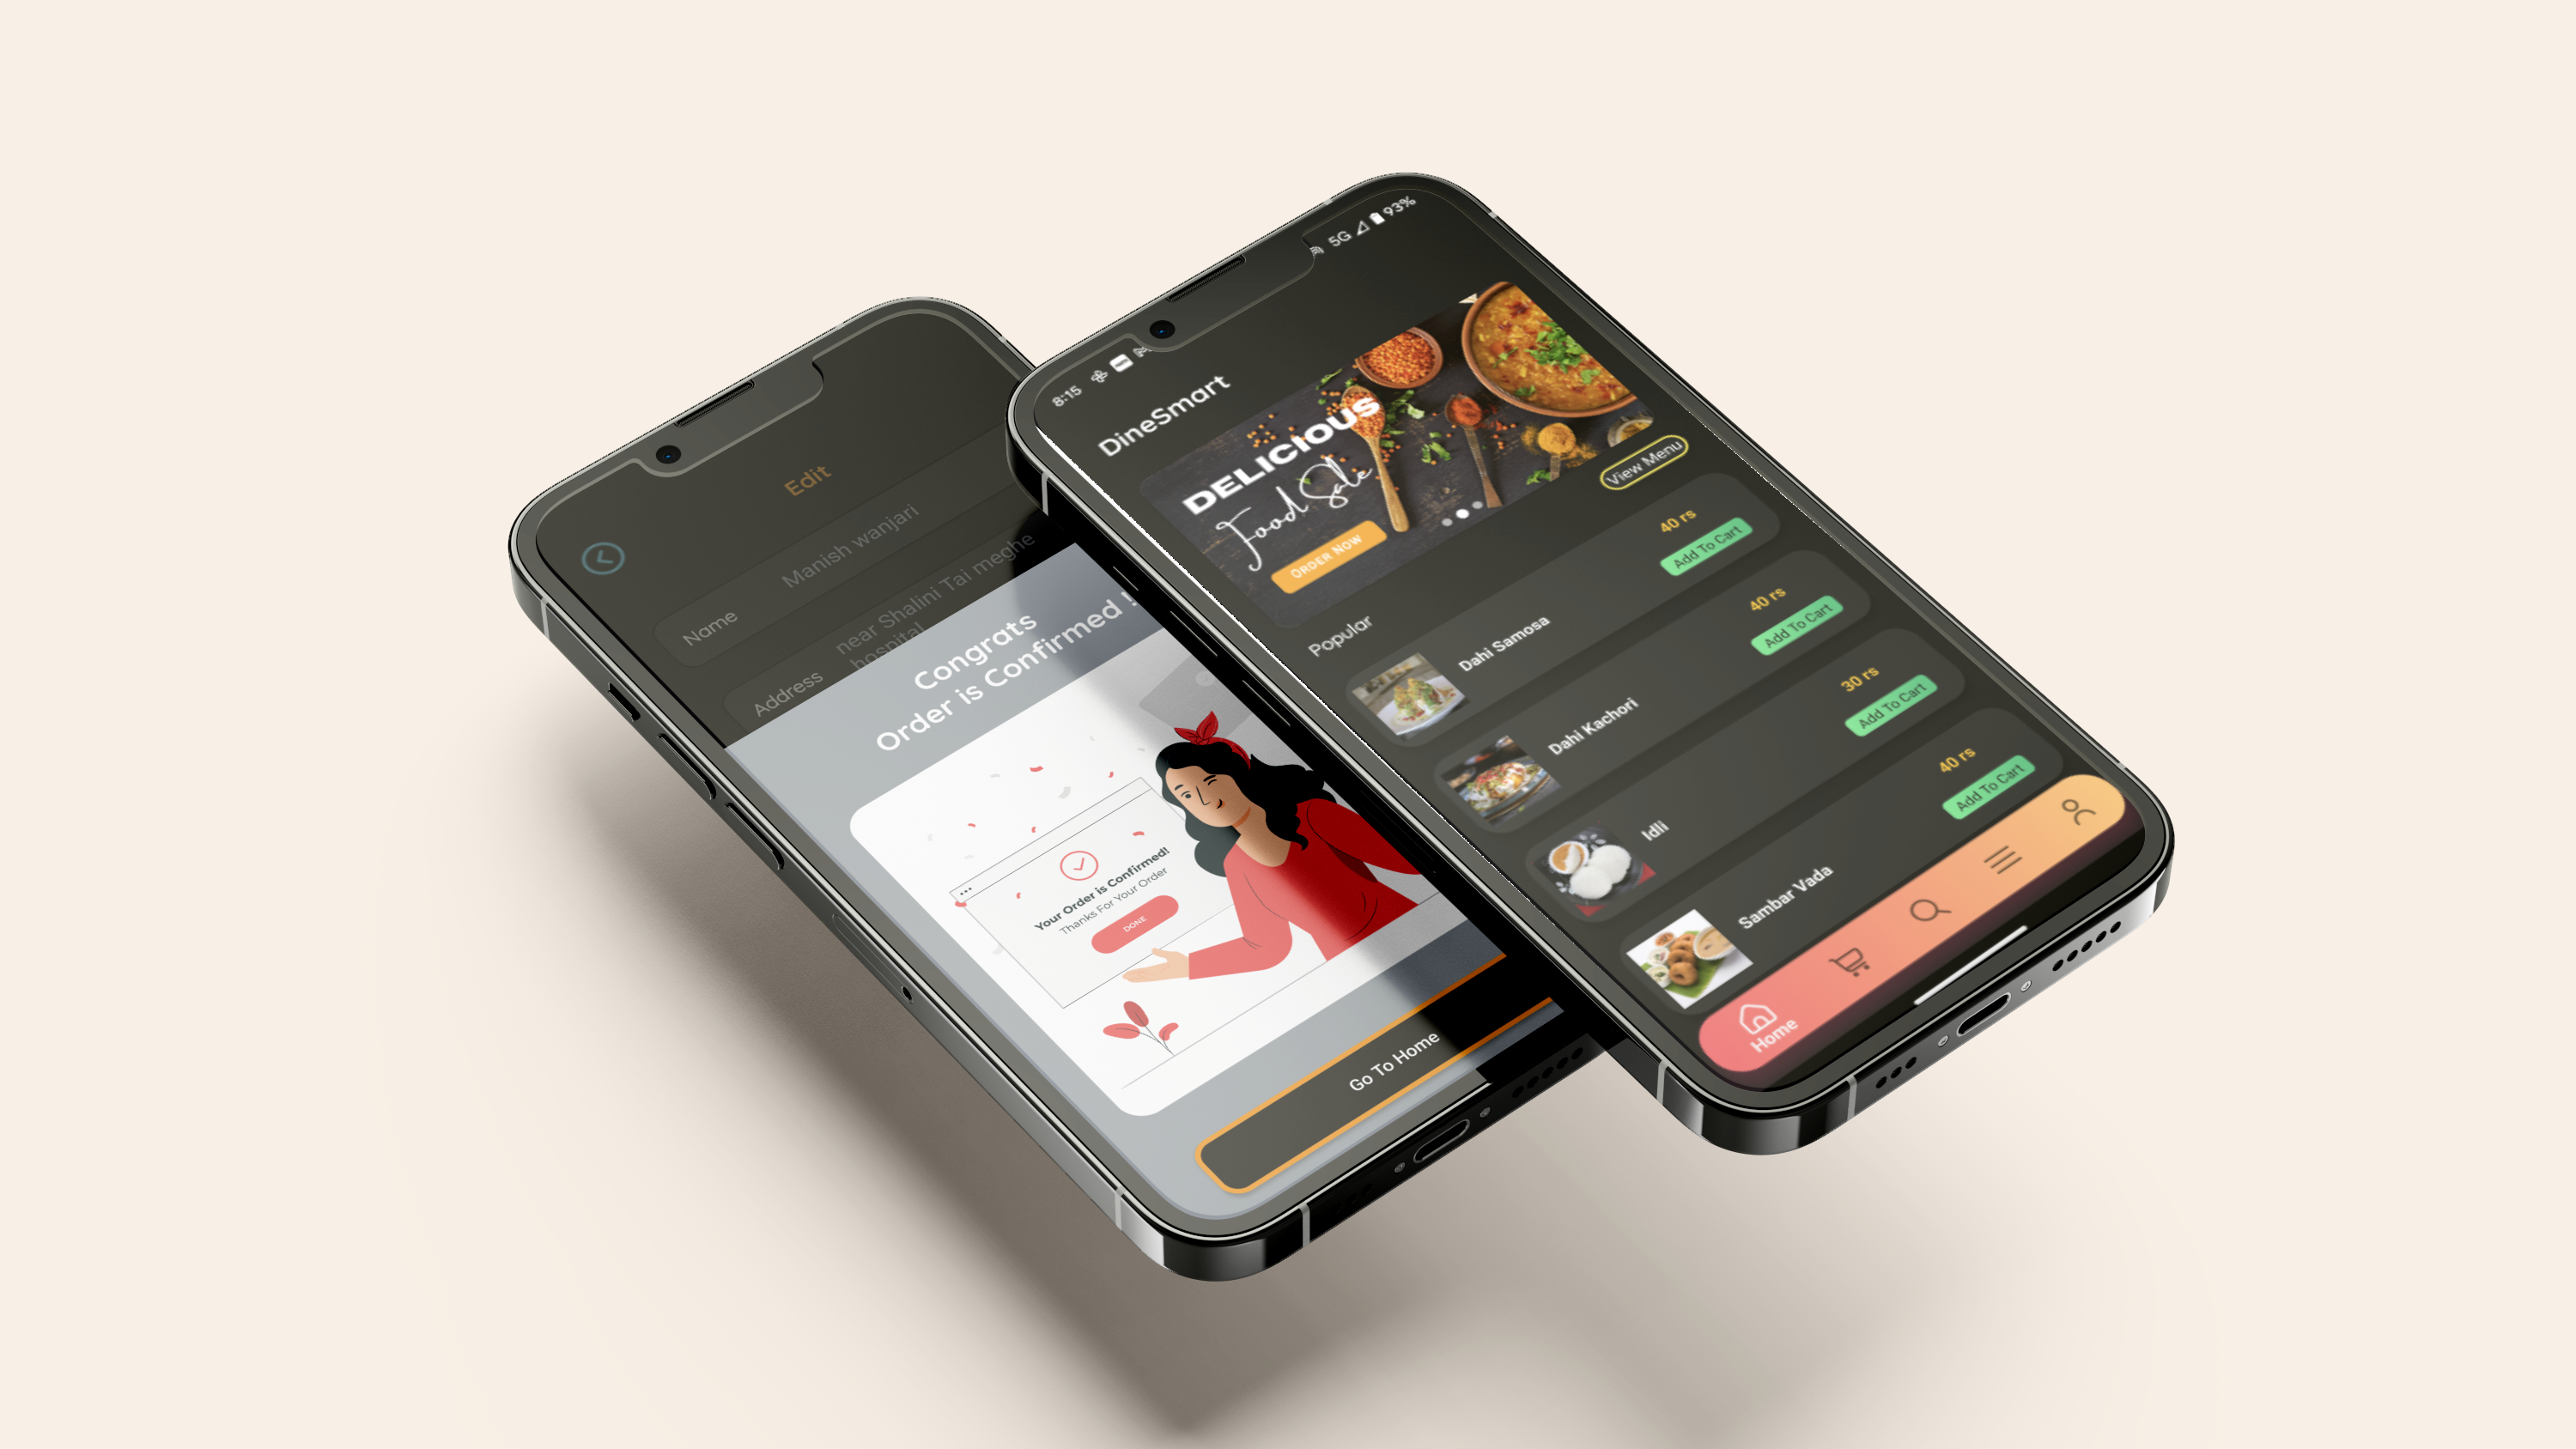 Edit
Name
Manish wanjari
Address
near Shalini Tai meghe
hospital
Congrats
Order is Confirmed !
Your Order is Confirmed!
Thanks For Your Order
DONE
Go To Home
8:15
5G
93%
DineSmart
DELICIOUS
Food Sale
ORDER NOW
View Menu
Popular
Dahi Samosa
40 rs
Add To Cart
Dahi Kachori
40 rs
Add To Cart
Idli
30 rs
Add To Cart
Sambar Vada
40 rs
Add To Cart
Home